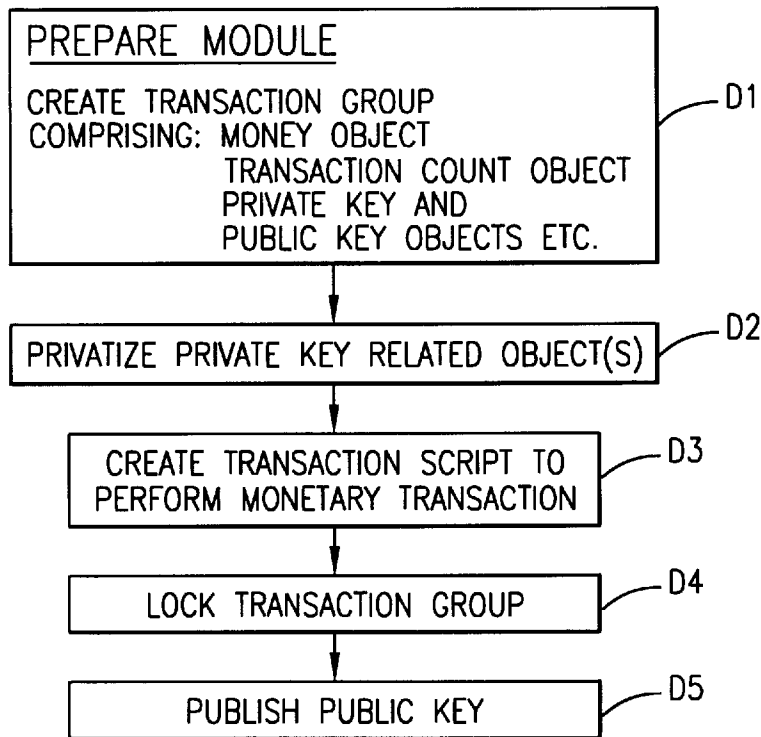 PREPARE MODULE
CREATE TRANSACTION GROUP
COMPRISING: MONEY OBJECT
TRANSACTION COUNT OBJECT
PRIVATE KEY AND
PUBLIC KEY OBJECTS ETC.
D1
PRIVATIZE PRIVATE KEY RELATED OBJECT(S)
D2
CREATE TRANSACTION SCRIPT TO
PERFORM MONETARY TRANSACTION
D3
LOCK TRANSACTION GROUP
D4
PUBLISH PUBLIC KEY
D5